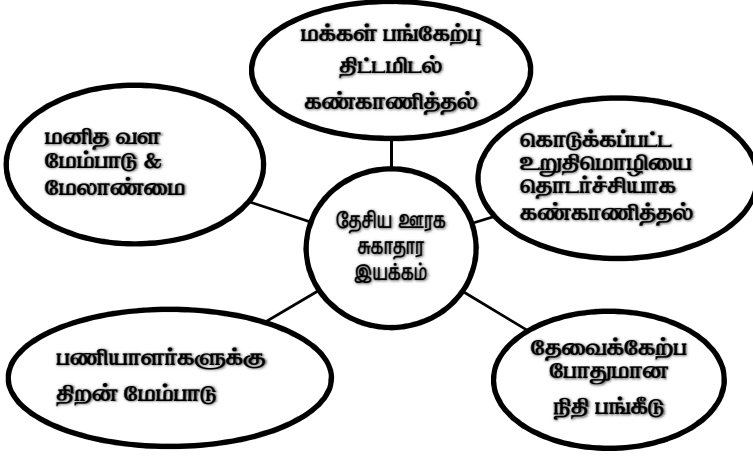 மக்கள் பங்கேற்பு
திட்டமிடல்
கண்காணித்தல்
மனித வள
மேம்பாடு &
மேலாண்மை
கொடுக்கப்பட்ட
உறுதிமொழியை
தொடர்ச்சியாக
கண்காணித்தல்
தேசிய ஊரக
சுகாதார
இயக்கம்
பணியாளர்களுக்கு
திறன் மேம்பாடு
தேவைக்கேற்ப
போதுமான
நிதி பங்கீடு